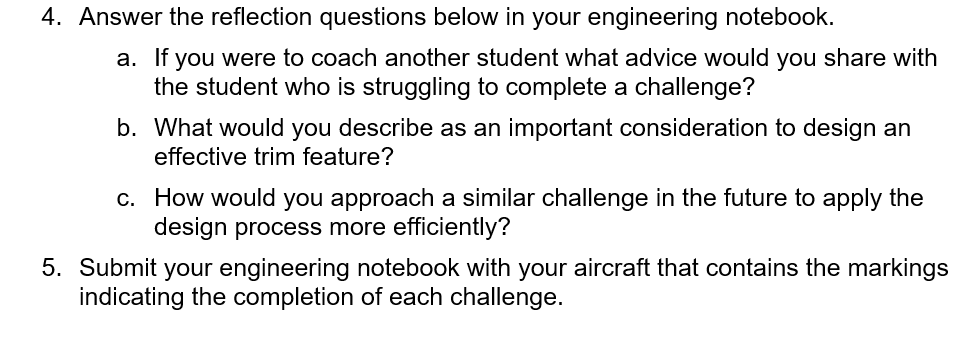 4. Answer the reflection questions below in your engineering notebook.
a. If you were to coach another student what advice would you share with
the student who is struggling to complete a challenge?
b. What would you describe as an important consideration to design an
effective trim feature?
c. How would you approach a similar challenge in the future to apply the
design process more efficiently?
5. Submit your engineering notebook with your aircraft that contains the markings
indicating the completion of each challenge.